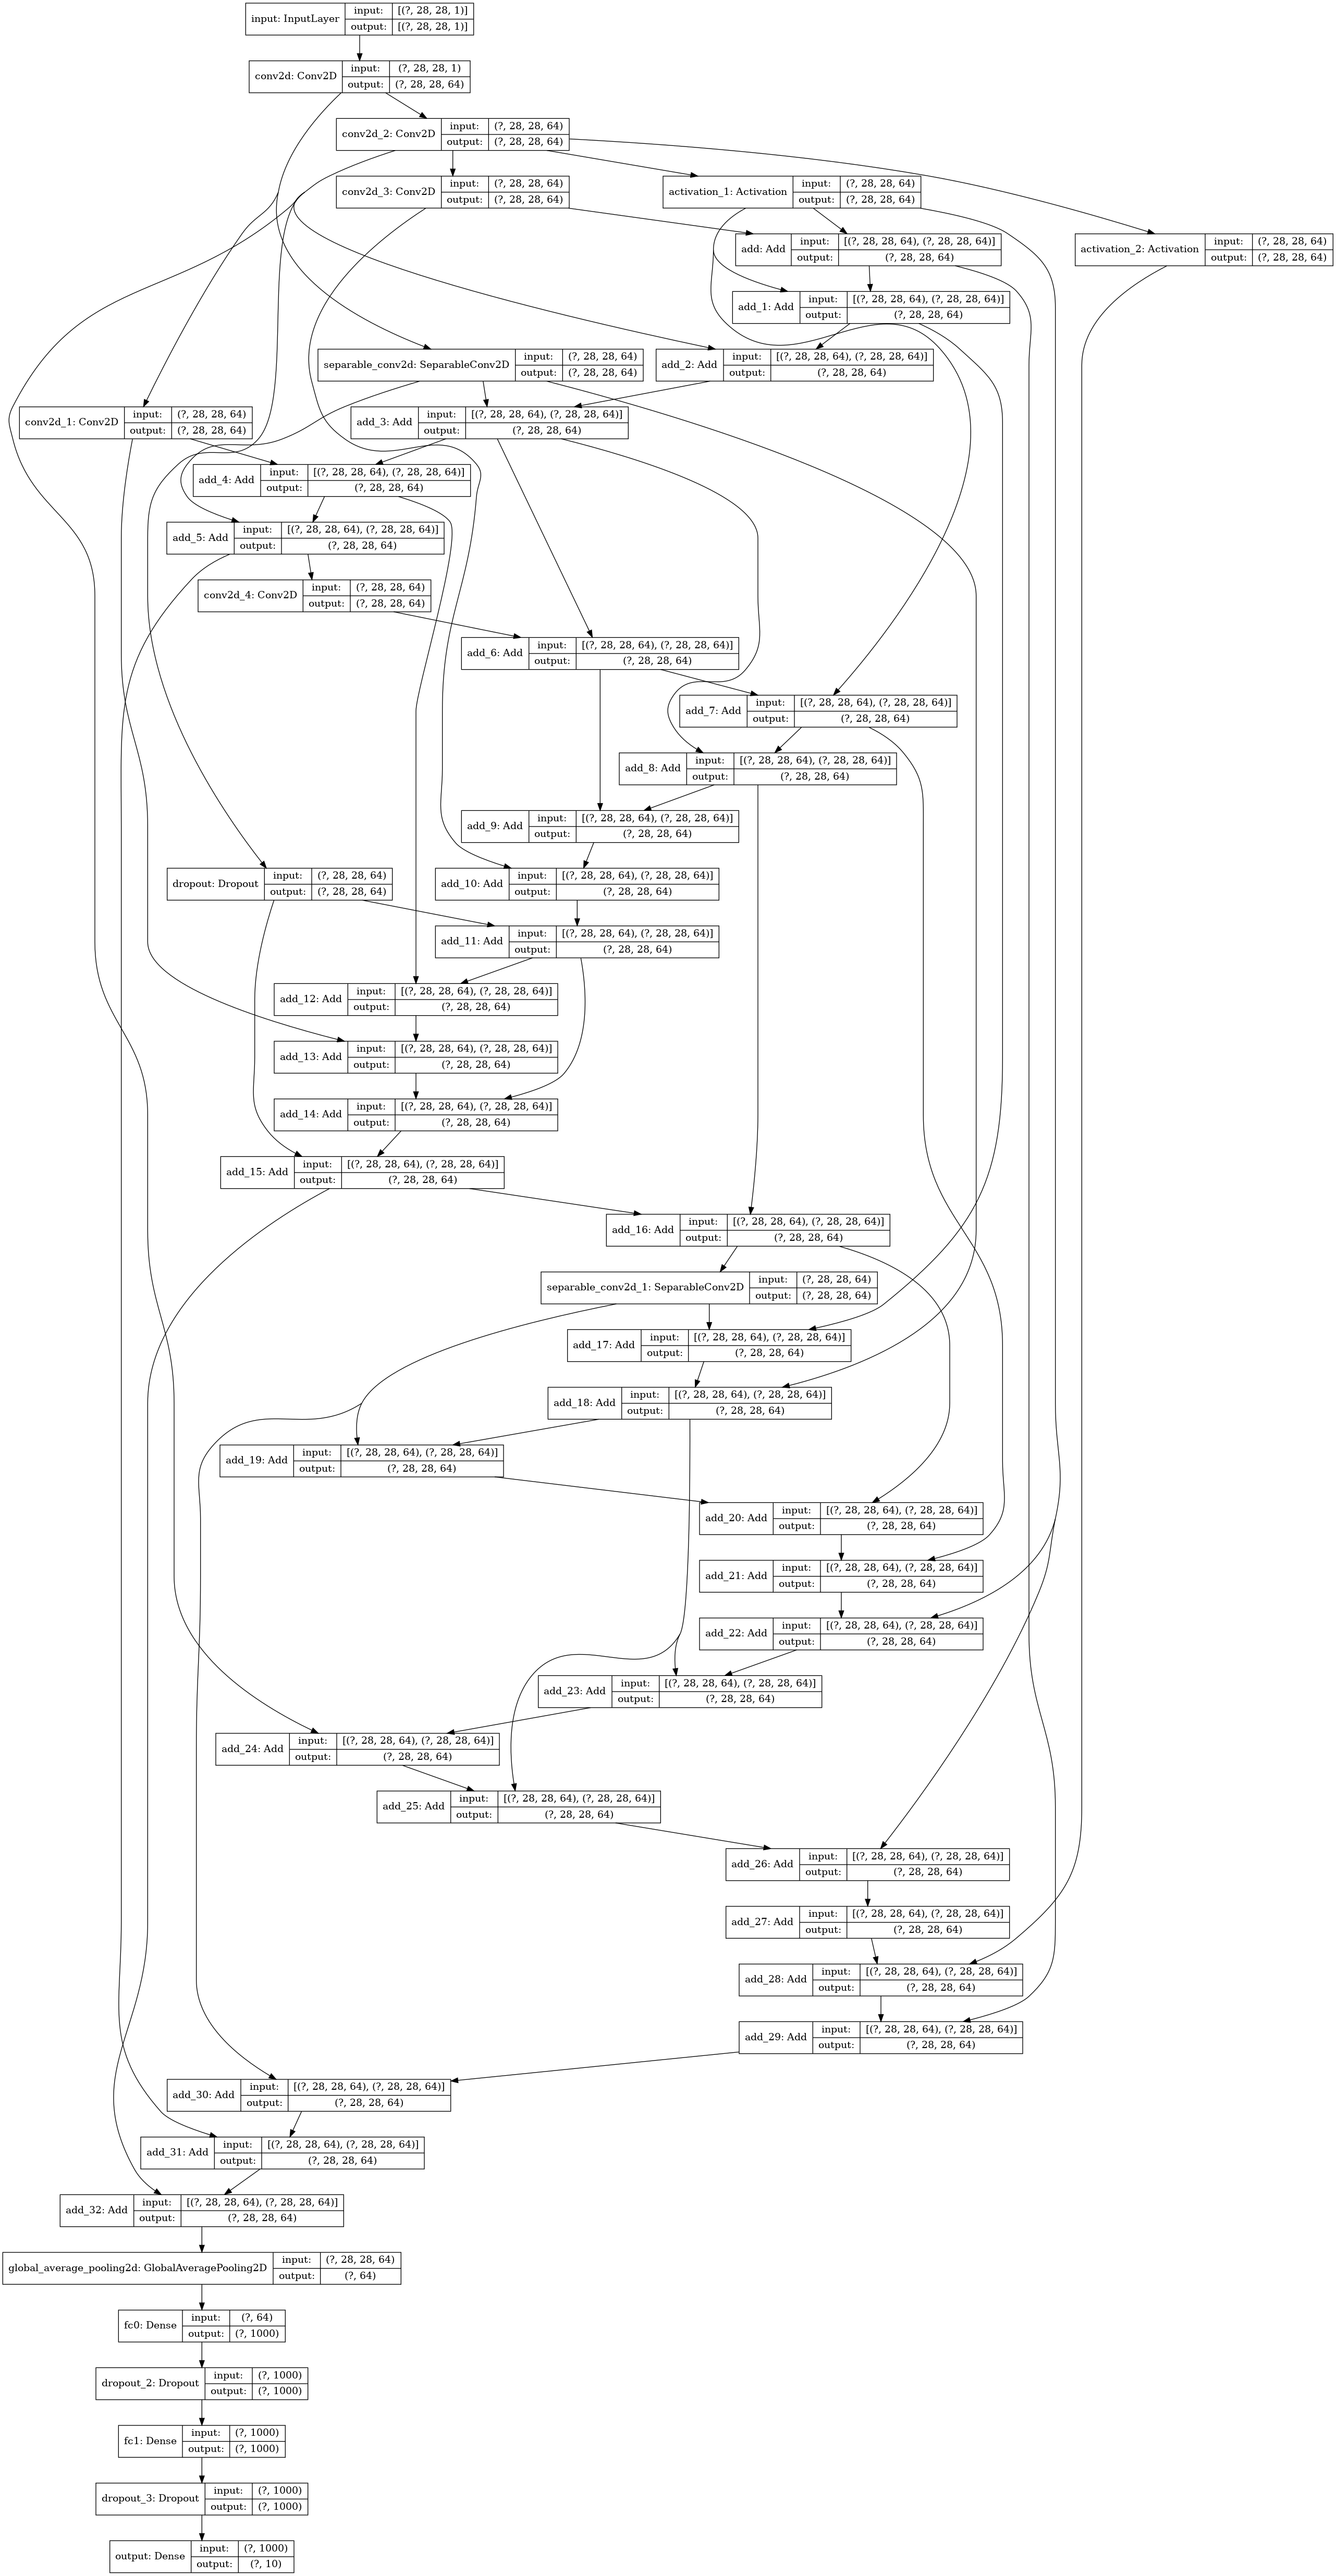 input: InputLayer
input: [(?, 28, 28, 1)]
output: [(?, 28, 28, 1)]
conv2d: Conv2D
input: (?, 28, 28, 1)
output: (?, 28, 28, 64)
conv2d_2: Conv2D
input: (?, 28, 28, 64)
output: (?, 28, 28, 64)
conv2d_3: Conv2D
input: (?, 28, 28, 64)
output: (?, 28, 28, 64)
activation_1: Activation
input: (?, 28, 28, 64)
output: (?, 28, 28, 64)
add: Add
input: [(?, 28, 28, 64), (?, 28, 28, 64)]
output: (?, 28, 28, 64)
activation_2: Activation
input: (?, 28, 28, 64)
output: (?, 28, 28, 64)
add_1: Add
input: [(?, 28, 28, 64), (?, 28, 28, 64)]
output: (?, 28, 28, 64)
separable_conv2d: SeparableConv2D
input: (?, 28, 28, 64)
output: (?, 28, 28, 64)
add_2: Add
input: [(?, 28, 28, 64), (?, 28, 28, 64)]
output: (?, 28, 28, 64)
conv2d_1: Conv2D
input: (?, 28, 28, 64)
output: (?, 28, 28, 64)
add_3: Add
input: [(?, 28, 28, 64), (?, 28, 28, 64)]
output: (?, 28, 28, 64)
add_4: Add
input: [(?, 28, 28, 64), (?, 28, 28, 64)]
output: (?, 28, 28, 64)
add_5: Add
input: [(?, 28, 28, 64), (?, 28, 28, 64)]
output: (?, 28, 28, 64)
conv2d_4: Conv2D
input: (?, 28, 28, 64)
output: (?, 28, 28, 64)
add_6: Add
input: [(?, 28, 28, 64), (?, 28, 28, 64)]
output: (?, 28, 28, 64)
add_7: Add
input: [(?, 28, 28, 64), (?, 28, 28, 64)]
output: (?, 28, 28, 64)
add_8: Add
input: [(?, 28, 28, 64), (?, 28, 28, 64)]
output: (?, 28, 28, 64)
add_9: Add
input: [(?, 28, 28, 64), (?, 28, 28, 64)]
output: (?, 28, 28, 64)
dropout: Dropout
input: (?, 28, 28, 64)
output: (?, 28, 28, 64)
add_10: Add
input: [(?, 28, 28, 64), (?, 28, 28, 64)]
output: (?, 28, 28, 64)
add_11: Add
input: [(?, 28, 28, 64), (?, 28, 28, 64)]
output: (?, 28, 28, 64)
add_12: Add
input: [(?, 28, 28, 64), (?, 28, 28, 64)]
output: (?, 28, 28, 64)
add_13: Add
input: [(?, 28, 28, 64), (?, 28, 28, 64)]
output: (?, 28, 28, 64)
add_14: Add
input: [(?, 28, 28, 64), (?, 28, 28, 64)]
output: (?, 28, 28, 64)
add_15: Add
input: [(?, 28, 28, 64), (?, 28, 28, 64)]
output: (?, 28, 28, 64)
add_16: Add
input: [(?, 28, 28, 64), (?, 28, 28, 64)]
output: (?, 28, 28, 64)
separable_conv2d_1: SeparableConv2D
input: (?, 28, 28, 64)
output: (?, 28, 28, 64)
add_17: Add
input: [(?, 28, 28, 64), (?, 28, 28, 64)]
output: (?, 28, 28, 64)
add_18: Add
input: [(?, 28, 28, 64), (?, 28, 28, 64)]
output: (?, 28, 28, 64)
add_19: Add
input: [(?, 28, 28, 64), (?, 28, 28, 64)]
output: (?, 28, 28, 64)
add_20: Add
input: [(?, 28, 28, 64), (?, 28, 28, 64)]
output: (?, 28, 28, 64)
add_21: Add
input: [(?, 28, 28, 64), (?, 28, 28, 64)]
output: (?, 28, 28, 64)
add_22: Add
input: [(?, 28, 28, 64), (?, 28, 28, 64)]
output: (?, 28, 28, 64)
add_23: Add
input: [(?, 28, 28, 64), (?, 28, 28, 64)]
output: (?, 28, 28, 64)
add_24: Add
input: [(?, 28, 28, 64), (?, 28, 28, 64)]
output: (?, 28, 28, 64)
add_25: Add
input: [(?, 28, 28, 64), (?, 28, 28, 64)]
output: (?, 28, 28, 64)
add_26: Add
input: [(?, 28, 28, 64), (?, 28, 28, 64)]
output: (?, 28, 28, 64)
add_27: Add
input: [(?, 28, 28, 64), (?, 28, 28, 64)]
output: (?, 28, 28, 64)
add_28: Add
input: [(?, 28, 28, 64), (?, 28, 28, 64)]
output: (?, 28, 28, 64)
add_29: Add
input: [(?, 28, 28, 64), (?, 28, 28, 64)]
output: (?, 28, 28, 64)
add_30: Add
input: [(?, 28, 28, 64), (?, 28, 28, 64)]
output: (?, 28, 28, 64)
add_31: Add
input: [(?, 28, 28, 64), (?, 28, 28, 64)]
output: (?, 28, 28, 64)
add_32: Add
input: [(?, 28, 28, 64), (?, 28, 28, 64)]
output: (?, 28, 28, 64)
global_average_pooling2d: GlobalAveragePooling2D
input: (?, 28, 28, 64)
output: (?, 64)
fc0: Dense
input: (?, 64)
output: (?, 1000)
dropout_2: Dropout
input: (?, 1000)
output: (?, 1000)
fc1: Dense
input: (?, 1000)
output: (?, 1000)
dropout_3: Dropout
input: (?, 1000)
output: (?, 1000)
output: Dense
input: (?, 1000)
output: (?, 10)